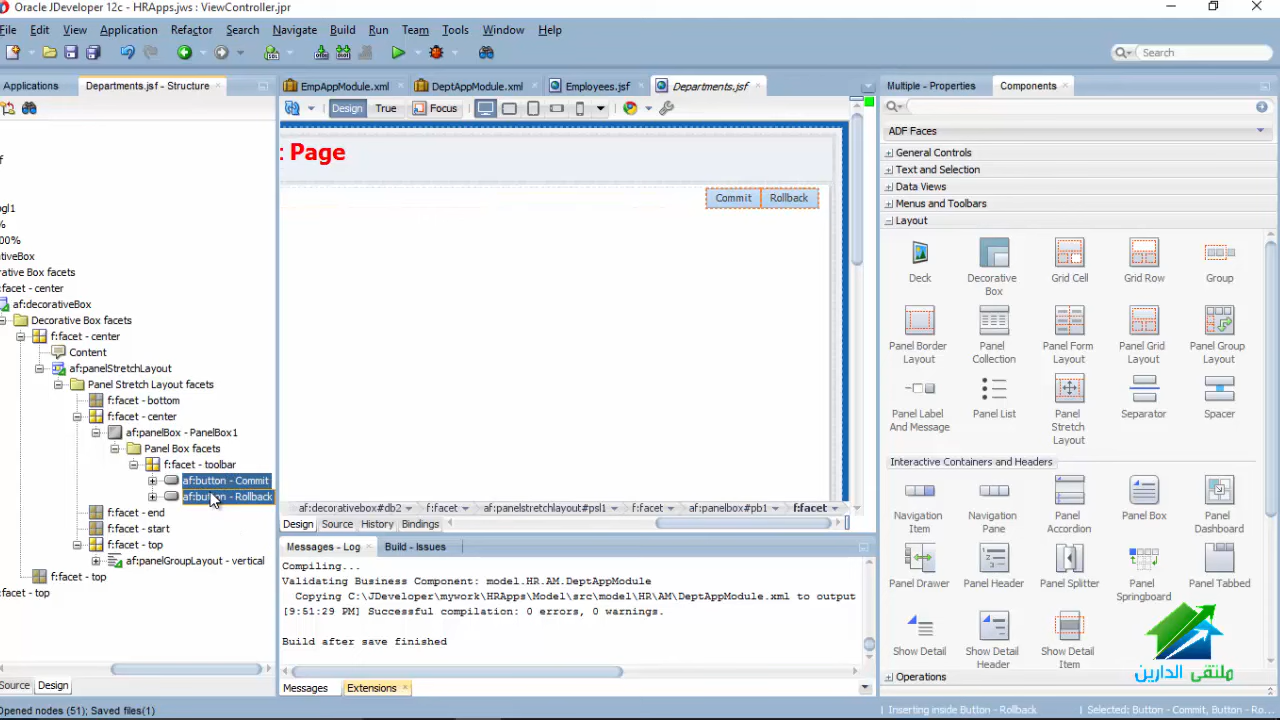 Oracle JDeveloper 12c - HRApps.jws : ViewController.jpr
File Edit View Application Refactor Search Navigate Build Run Team Tools Window Help
Search
Applications
Departments.jsf - Structure
EmpAppModule.xml
DeptAppModule.xml
Employees.jsf
Departments.jsf
Multiple - Properties
Components
Design
True
Focus
ADF Faces
General Controls
Text and Selection
Data Views
Menus and Toolbars
Layout
Deck
Decorative Box
Grid Cell
Grid Row
Group
Panel Border Layout
Panel Collection
Panel Form Layout
Panel Grid Layout
Panel Group Layout
Panel Label And Message
Panel List
Panel Stretch Layout
Separator
Spacer
Interactive Containers and Headers
Navigation Item
Navigation Pane
Panel Accordion
Panel Box
Panel Dashboard
Panel Drawer
Panel Header
Panel Splitter
Panel Springboard
Panel Tabbed
Show Detail
Show Detail Header
Show Detail Item
Operations
f
pgl1
%
00%
iveBox
rative Box facets
facet - center
af:decorativeBox
Decorative Box facets
f:facet - center
Content
af:panelStretchLayout
Panel Stretch Layout facets
f:facet - bottom
f:facet - center
af:panelBox - PanelBox1
Panel Box facets
f:facet - toolbar
af:button - Commit
af:button - Rollback
f:facet - end
f:facet - start
f:facet - top
af:panelGroupLayout - vertical
f:facet - top
cet - top
Source
Design
: Page
Commit
Rollback
af:decorativebox#db2
f:facet
af:panelstretchlayout#psl1
f:facet
af:panelbox#pb1
f:facet
Design Source History Bindings
Messages - Log
Build - Issues
Compiling...
Validating Business Component: model.HR.AM.DeptAppModule
Copying C:\JDeveloper\mywork\HRApps\Model\src\model\HR\AM\DeptAppModule.xml to output
[9:51:29 PM] Successful compilation: 0 errors, 0 warnings.
Build after save finished
Messages
Extensions
ملتقى الدارين
Opened nodes (51); Saved files(1)
Inserting inside Button - Rollback
Selected: Button - Commit, Button - Ro...